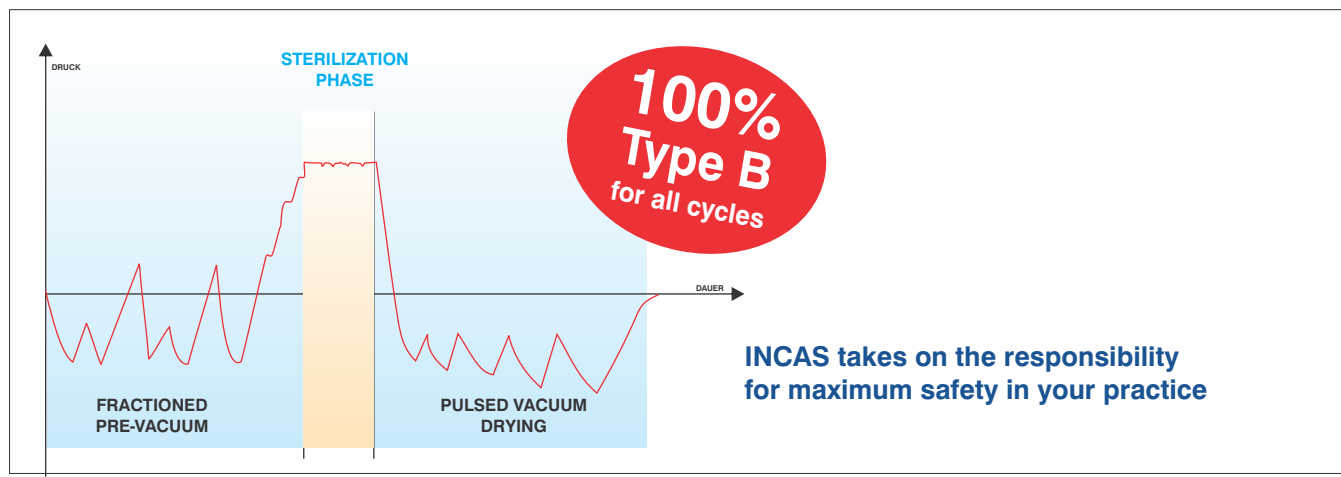 DRUCK
STERILIZATION
PHASE
100%
Type B
for all cycles
DAUER
INCAS takes on the responsibility
for maximum safety in your practice
FRACTIONED
PRE-VACUUM
PULSED VACUUM
DRYING